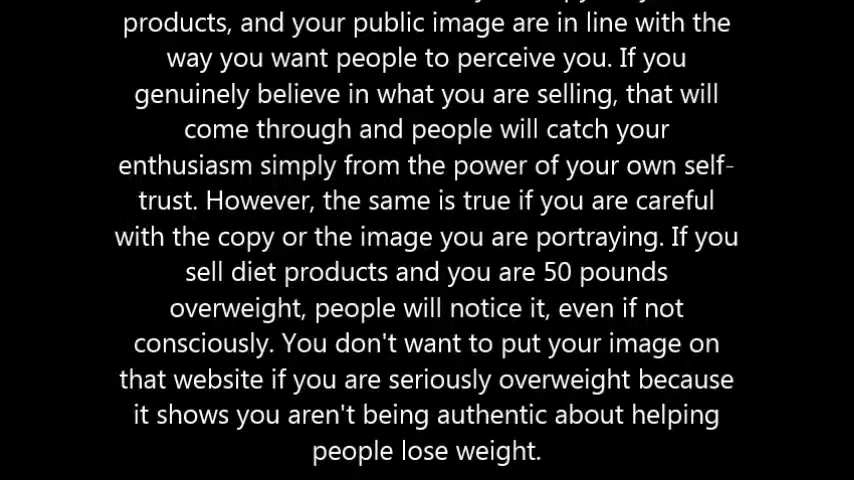 products, and your public image are in line with the
way you want people to perceive you. If you
genuinely believe in what you are selling, that will
come through and people will catch your
enthusiasm simply from the power of your own self-
trust. However, the same is true if you are careful
with the copy or the image you are portraying. If you
sell diet products and you are 50 pounds
overweight, people will notice it, even if not
consciously. You don't want to put your image on
that website if you are seriously overweight because
it shows you aren't being authentic about helping
people lose weight.